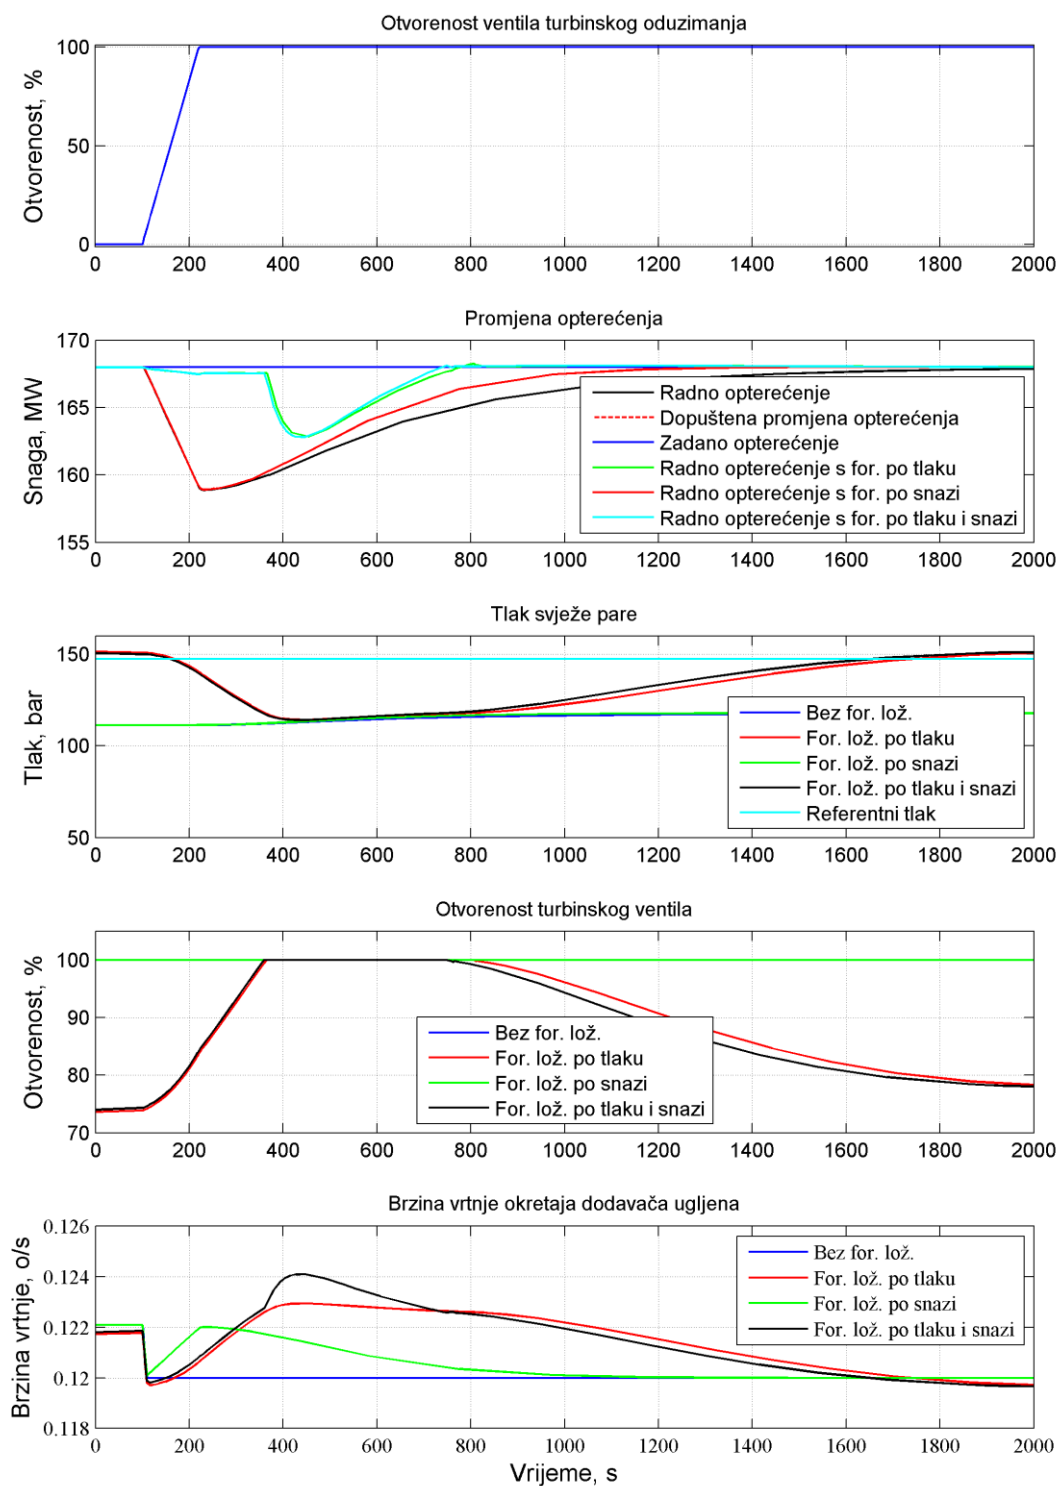 Otvorenost ventila turbinskog oduzimanja
Otvorenost, %
100
50
0
0 200 400 600 800 1000 1200 1400 1600 1800 2000
Promjena opterećenja
Snaga, MW
170
165
160
155
Radno opterećenje
Dopuštena promjena opterećenja
Zadano opterećenje
Radno opterećenje s for. po tlaku
Radno opterećenje s for. po snazi
Radno opterećenje s for. po tlaku i snazi
0 200 400 600 800 1000 1200 1400 1600 1800 2000
Tlak svježe pare
Tlak, bar
150
100
50
Bez for. lož.
For. lož. po tlaku
For. lož. po snazi
For. lož. po tlaku i snazi
Referentni tlak
0 200 400 600 800 1000 1200 1400 1600 1800 2000
Otvorenost turbinskog ventila
Otvorenost, %
100
90
80
70
Bez for. lož.
For. lož. po tlaku
For. lož. po snazi
For. lož. po tlaku i snazi
0 200 400 600 800 1000 1200 1400 1600 1800 2000
Brzina vrtnje okretaja dodavača ugljena
Brzina vrtnje, o/s
0.126
0.124
0.122
0.12
0.118
Bez for. lož.
For. lož. po tlaku
For. lož. po snazi
For. lož. po tlaku i snazi
0 200 400 600 800 1000 1200 1400 1600 1800 2000
Vrijeme, s